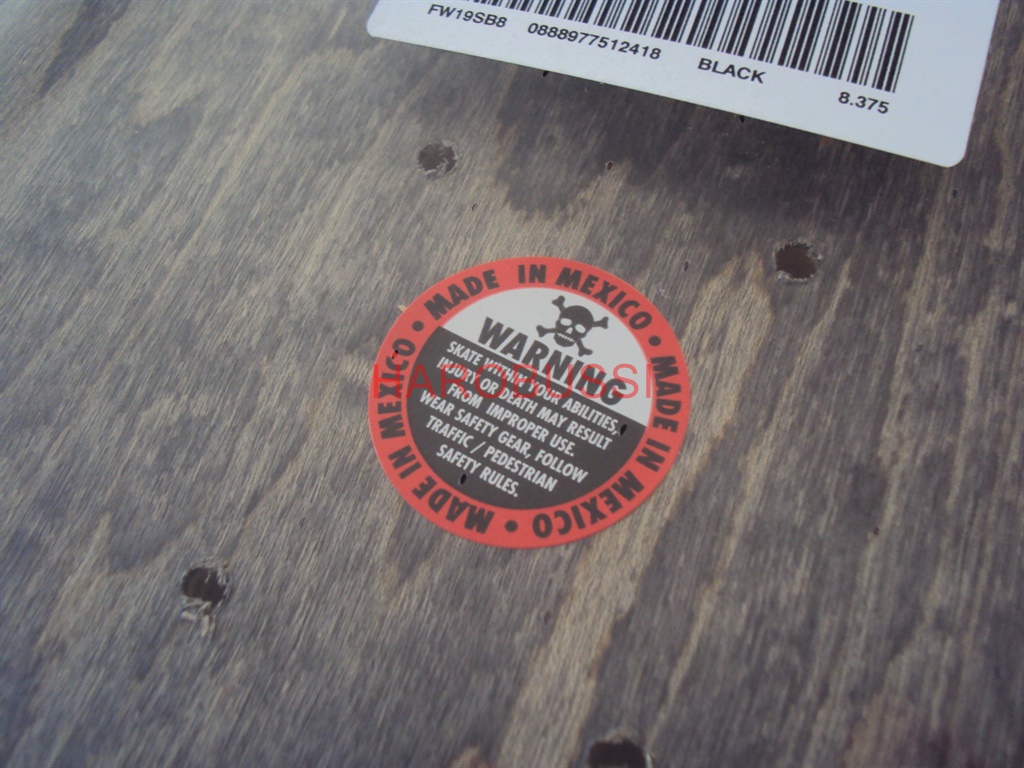 FW19SB8 0888977512418 BLACK
8.375
MADE IN MEXICO • MADE IN MEXICO • MADE IN MEXICO •
WARNING
SKATE WITHIN YOUR ABILITIES,
INJURY OR DEATH MAY RESULT
FROM IMPROPER USE.
WEAR SAFETY GEAR, FOLLOW
TRAFFIC / PEDESTRIAN
SAFETY RULES.